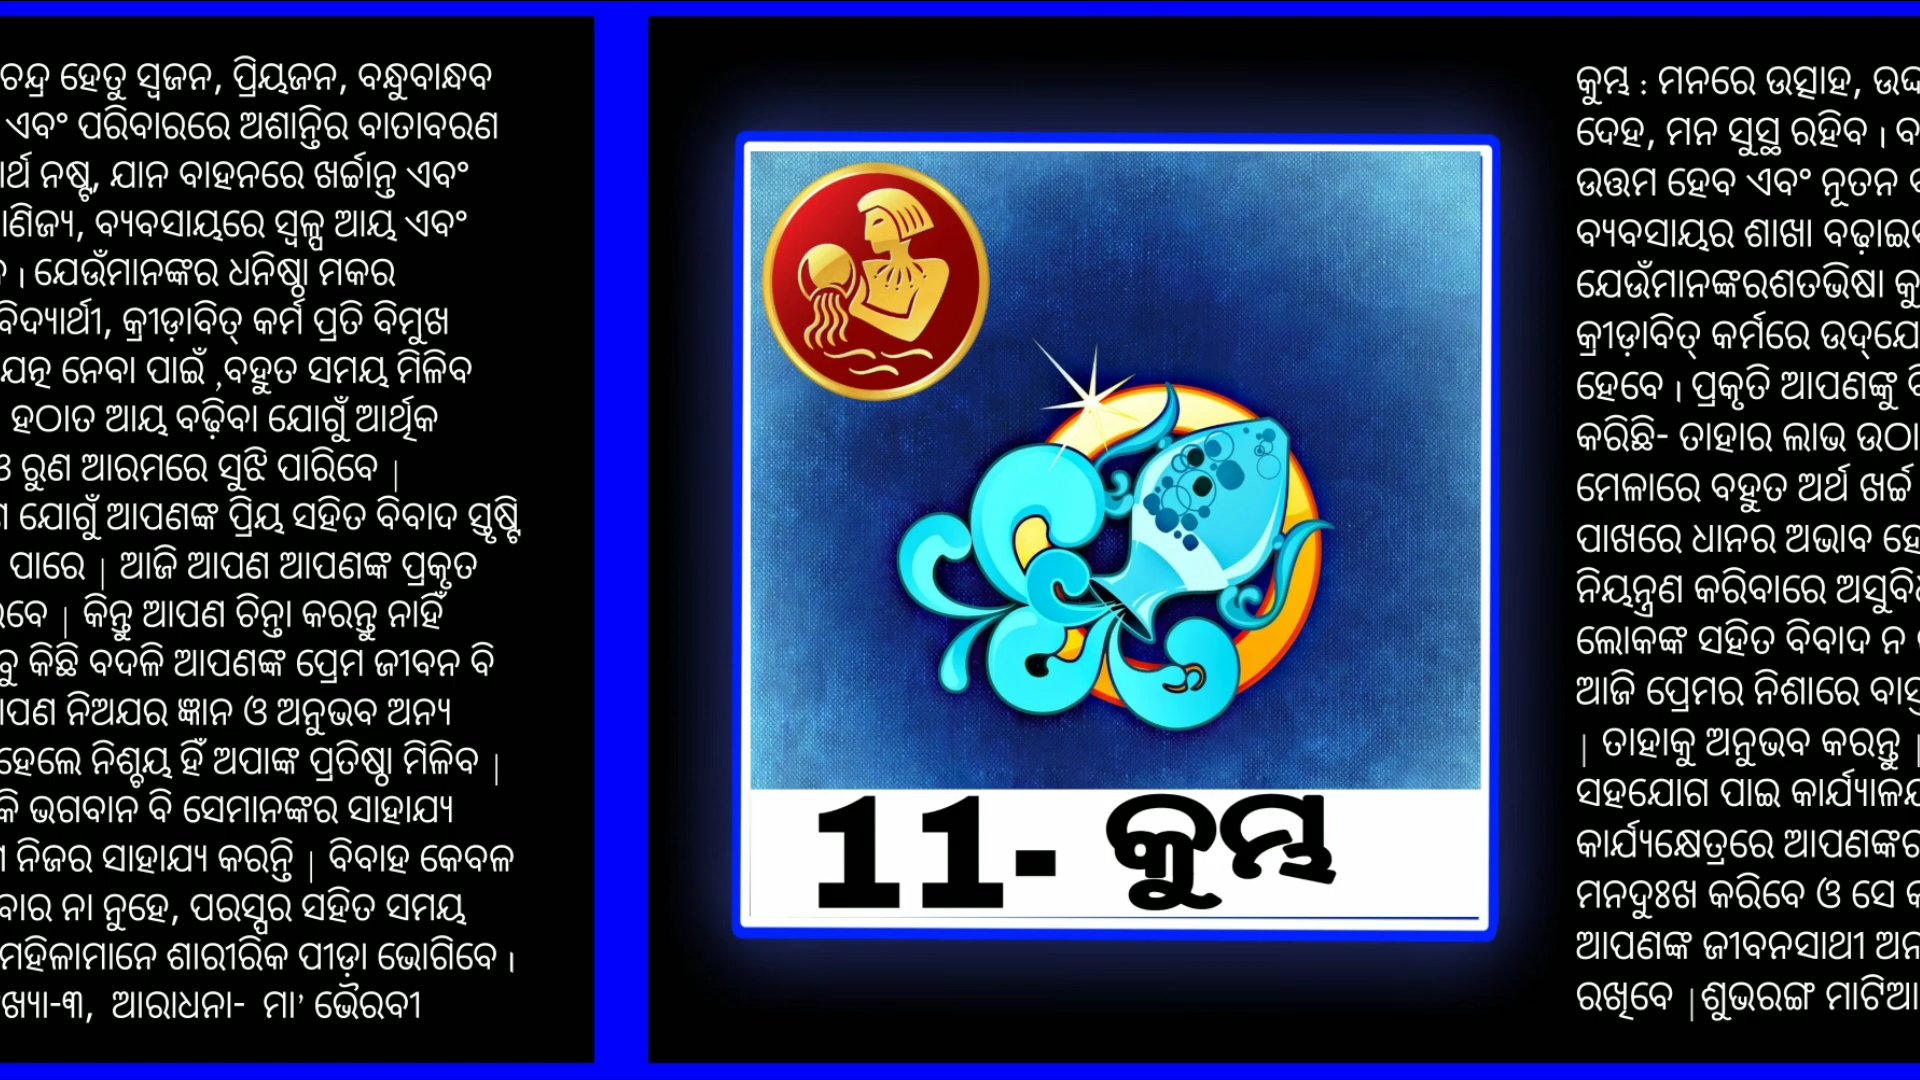 ଚନ୍ଦ୍ର ହେତୁ ସ୍ବଜନ, ପ୍ରିୟଜନ, ବନ୍ଧୁବାନ୍ଧବ
ଏବଂ ପରିବାରରେ ଅଶାନ୍ତିର ବାତାବରଣ
ନଷ୍ଟ, ଯାନ ବାହନରେ ଖର୍ଚ୍ଚାନ୍ତ ଏବଂ
ବ୍ୟବସାୟରେ ସ୍ୱଳ୍ପ ଆୟ ଏବଂ
। ଯେଉଁମାନଙ୍କର ଧନିଷ୍ଠା ମକର
ବିଦ୍ୟାର୍ଥୀ, କ୍ରୀଡ଼ାବିତ୍ କର୍ମ ପ୍ରତି ବିମୁଖ
ଯତ୍ନ ନେବା ପାଇଁ ,ବହୁତ ସମୟ ମିଳିବ
ହଠାତ ଆୟ ବଢ଼ିବା ଯୋଗୁଁ ଆର୍ଥିକ
ଓ ରୁଣ ଆରମରେ ସୁଝି ପାରିବେ |
ଯୋଗୁଁ ଆପଣଙ୍କ ପ୍ରିୟ ସହିତ ବିବାଦ ସୃଷ୍ଟି
ପାରେ | ଆଜି ଆପଣ ଆପଣଙ୍କ ପ୍ରକୃତ
| କିନ୍ତୁ ଆପଣ ଚିନ୍ତା କରନ୍ତୁ ନାହିଁ
କିଛି ବଦଳି ଆପଣଙ୍କ ପ୍ରେମ ଜୀବନ ବି
ନିଅଯର ଜ୍ଞାନ ଓ ଅନୁଭବ ଅନ୍ୟ
ହେଲେ ନିଶ୍ଚୟ ହିଁ ଅପାଙ୍କ ପ୍ରତିଷ୍ଠା ମିଳିବ |
ଭଗବାନ ବି ସେମାନଙ୍କର ସାହାଯ୍ୟ
ନିଜର ସାହାଯ୍ୟ କରନ୍ତି | ବିବାହ କେବଳ
ନା ନୁହେ, ପରସ୍ପର ସହିତ ସମୟ
ମହିଳାମାନେ ଶାରୀରିକ ପୀଡ଼ା ଭୋଗିବେ ।
ଆରାଧନା- ମା' ଭୈରବୀ
11- କୁମ୍ଭ
କୁମ୍ଭ : ମନରେ ଉତ୍ସାହ,
ଦେହ, ମନ ସୁସ୍ଥ ରହିବ ।
ଉତ୍ତମ ହେବ ଏବଂ ନୂତନ
ବ୍ୟବସାୟର ଶାଖା
ଯେଉଁମାନଙ୍କରଶତଭିଷା
କ୍ରୀଡ଼ାବିତ୍ କର୍ମରେ
ହେବେ । ପ୍ରକୃତି ଆପଣଙ୍କୁ
କରିଛି- ତାହାର ଲାଭ
ମେଳାରେ ବହୁତ ଅର୍ଥ ଖର୍ଚ୍ଚ
ପାଖରେ ଧାନର ଅଭାବ
ନିୟନ୍ତ୍ରଣ କରିବାରେ
ଲୋକଙ୍କ ସହିତ ବିବାଦ ନ
ଆଜି ପ୍ରେମର ନିଶାରେ
| ତାହାକୁ ଅନୁଭବ କରନ୍ତୁ |
ସହଯୋଗ ପାଇ
କାର୍ଯ୍ୟକ୍ଷେତ୍ରରେ
ମନଦୁଃଖ କରିବେ ଓ ସେ
ଆପଣଙ୍କ ଜୀବନସାଥୀ
ରଖିବେ |ଶୁଭରଙ୍ଗ